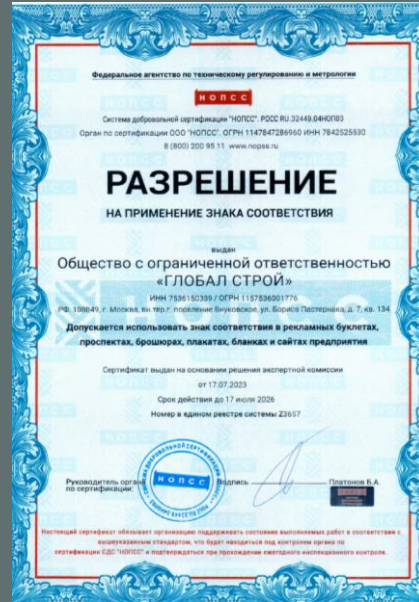 Федеральное агентство по техническому регулированию и метрологии
НОПСС
Система добровольной сертификации "НОПСС". РОСС RU.32449.04НОП03
Орган по сертификации ООО "НОПСС". ОГРН 1147847286960 ИНН 7842525530
8 (800) 200 95 11 www.nopss.ru
РАЗРЕШЕНИЕ
НА ПРИМЕНЕНИЕ ЗНАКА СООТВЕТСТВИЯ
выдан
Общество с ограниченной ответственностью
«ГЛОБАЛ СТРОЙ»
ИНН 7536150339 / ОГРН 1157536001776
РФ, 108849, г. Москва, вн.тер.г. поселение Внуковское, ул. Бориса Пастернака, д. 7, кв. 134
Допускается использовать знак соответствия в рекламных буклетах,
проспектах, брошюрах, плакатах, бланках и сайтах предприятия
Сертификат выдан на основании решения экспертной комиссии
от 17.07.2023
Срок действия до 17 июля 2026
Номер в едином реестре системы Z3657
Руководитель органа
по сертификации:
НОПСС
Подпись
Платонов Б.А.
Настоящий сертификат обязывает организацию поддерживать состояние выполняемых работ в соответствии с
вышеуказанным стандартом, что будет находиться под контролем органа по
сертификации СДС "НОПСС" и подтверждаться при прохождении ежегодного инспекционного контроля.